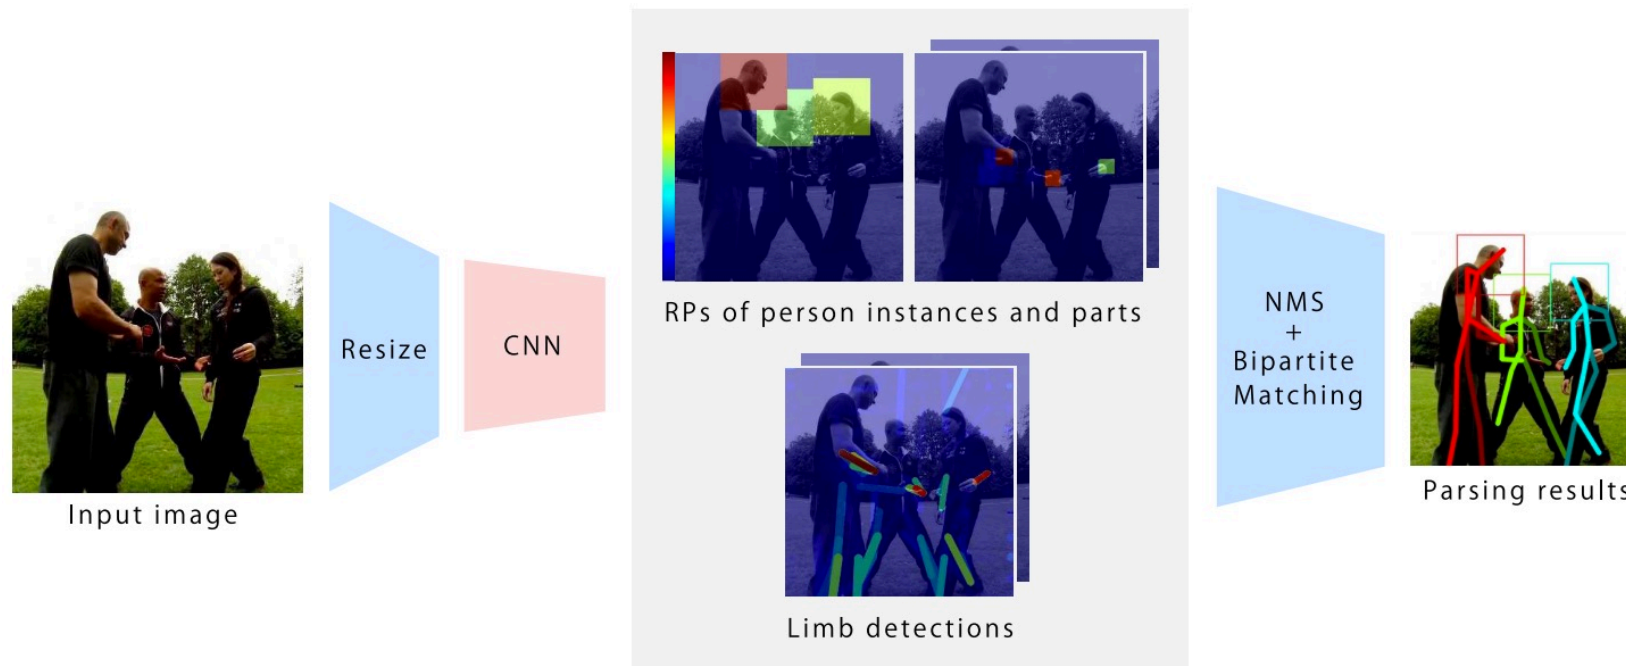 Input image
Resize
CNN
RPs of person instances and parts
Limb detections
NMS
+
Bipartite
Matching
Parsing results